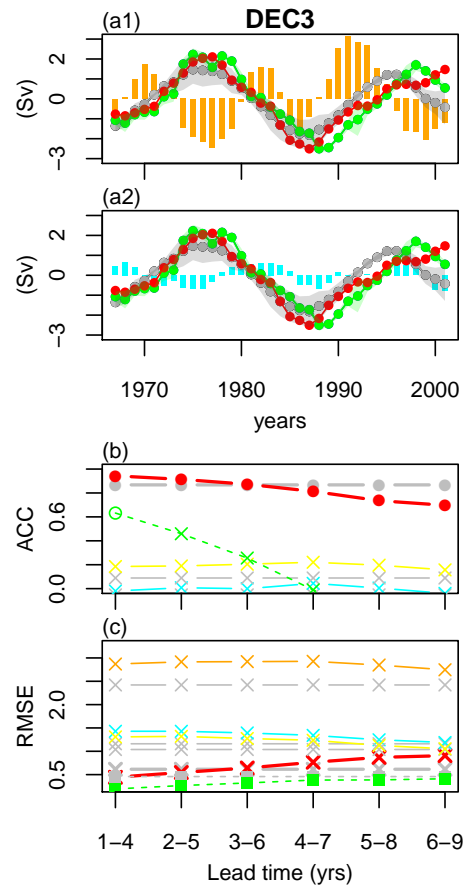 DEC3
(a1)
(Sv)
2
0
−3
(a2)
(Sv)
2
0
−3
1970 1980 1990 2000
years
(b)
ACC
0.6
0.0
(c)
RMSE
2.0
0.5
1−4 2−5 3−6 4−7 5−8 6−9
Lead time (yrs)